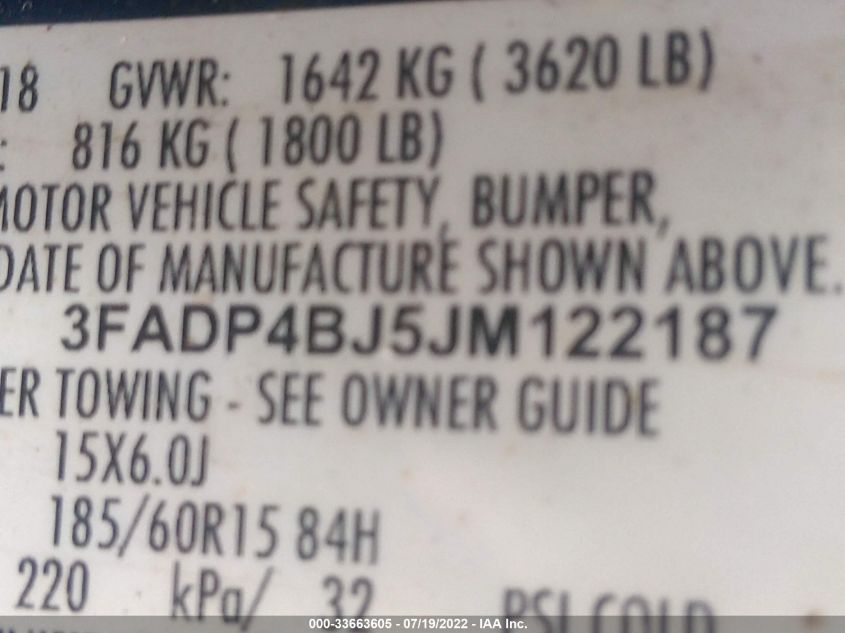 18 GVWR: 1642 KG ( 3620 LB)
: 816 KG ( 1800 LB)
MOTOR VEHICLE SAFETY, BUMPER,
DATE OF MANUFACTURE SHOWN ABOVE.
3FADP4BJ5JM122187
ER TOWING - SEE OWNER GUIDE
15X6.0J
185/60R15 84H
220 kPa/ 32 PSI COLD
000-33663605 - 07/19/2022 - IAA Inc.